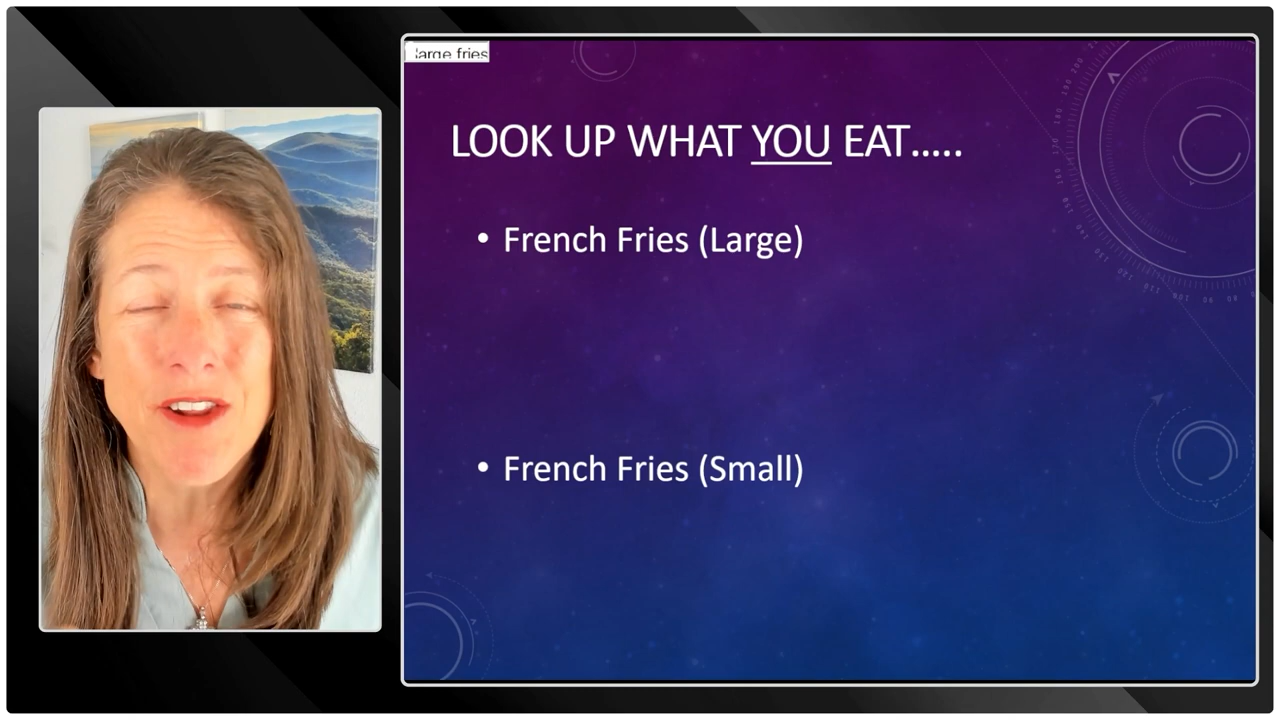 large fries
LOOK UP WHAT YOU EAT.....
• French Fries (Large)
• French Fries (Small)